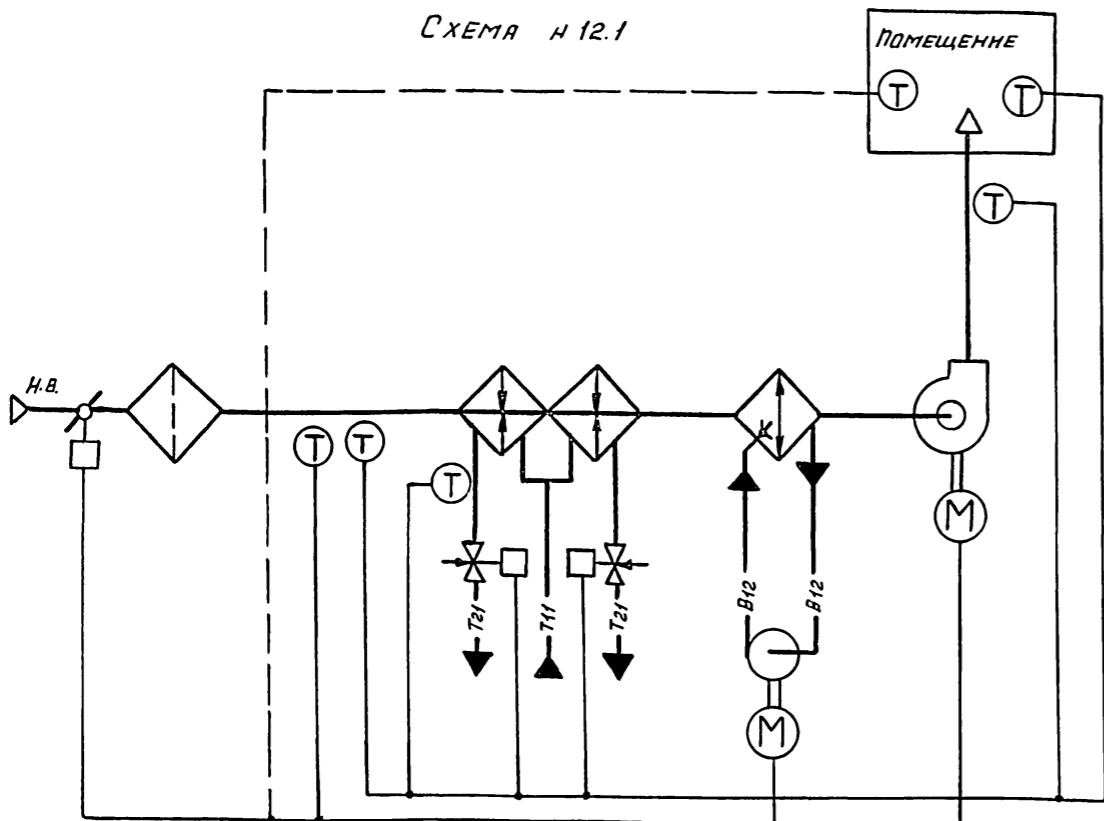 СХЕМА N 12.1
ПОМЕЩЕНИЕ
Т
Т
Т
Н.В.
Т
Т
Т
М
Т21
Т11
Т21
В12
В12
М